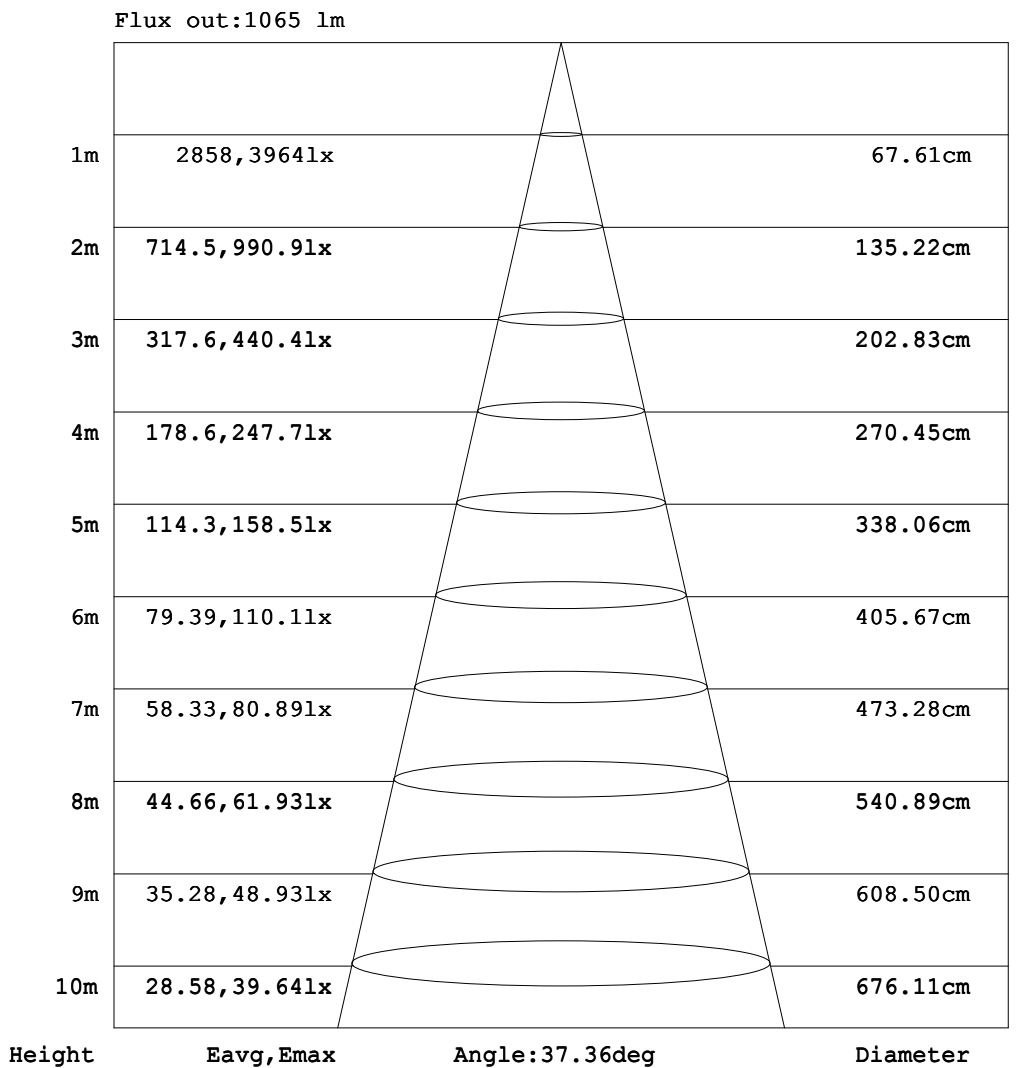 Flux out:1065 lm
1m 2858,3964lx 67.61cm
2m 714.5,990.9lx 135.22cm
3m 317.6,440.4lx 202.83cm
4m 178.6,247.7lx 270.45cm
5m 114.3,158.5lx 338.06cm
6m 79.39,110.1lx 405.67cm
7m 58.33,80.89lx 473.28cm
8m 44.66,61.93lx 540.89cm
9m 35.28,48.93lx 608.50cm
10m 28.58,39.64lx 676.11cm
Height Eavg,Emax Angle:37.36deg Diameter